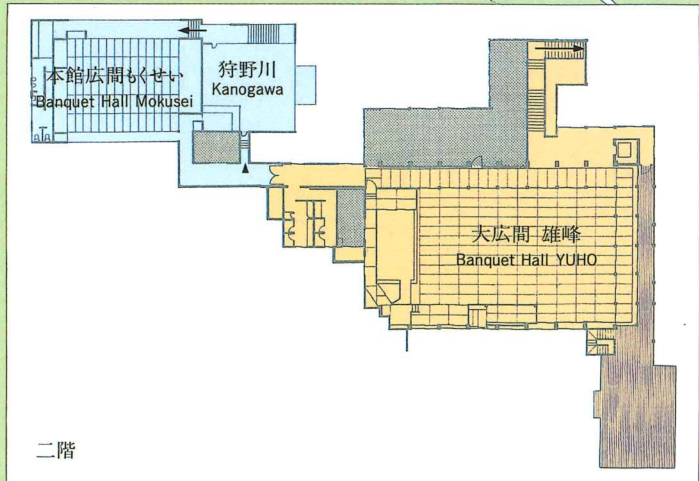 本館広間もくせい
Banquet Hall Mokusei
狩野川
Kanogawa
大広間 雄峰
Banquet Hall YUHO
二階